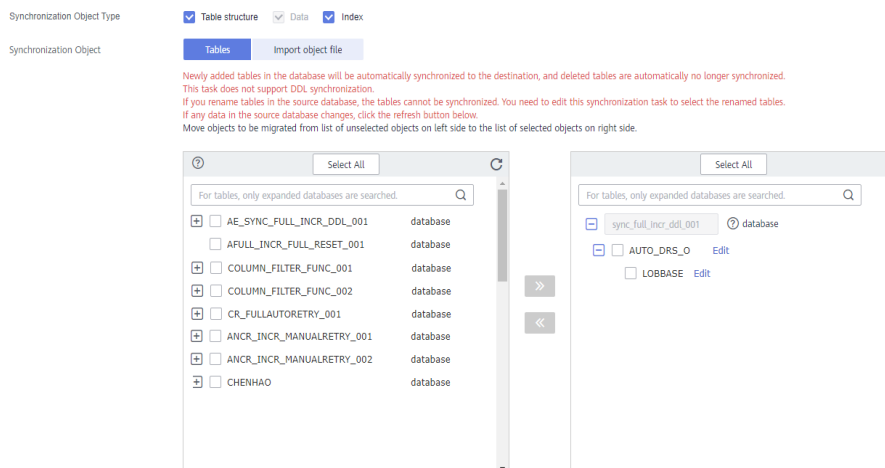 Synchronization Object Type Table structure Data Index
Synchronization Object Tables Import object file
Newly added tables in the database will be automatically synchronized to the destination, and deleted tables are automatically no longer synchronized.
This task does not support DDL synchronization.
If you rename tables in the source database, the tables cannot be synchronized. You need to edit this synchronization task to select the renamed tables.
If any data in the source database changes, click the refresh button below.
Move objects to be migrated from list of unselected objects on left side to the list of selected objects on right side.
Select All
For tables, only expanded databases are searched.
AE_SYNC_FULL_INCR_DDL_001 database
AFULL_INCR_FULL_RESET_001 database
COLUMN_FILTER_FUNC_001 database
COLUMN_FILTER_FUNC_002 database
CR_FULLAUTORETRY_001 database
ANCR_INCR_MANUALRETRY_001 database
ANCR_INCR_MANUALRETRY_002 database
CHENHAO database
Select All
For tables, only expanded databases are searched.
sync_full_Incr_ddl_001 database
AUTO_DRS_O Edit
LOBBASE Edit